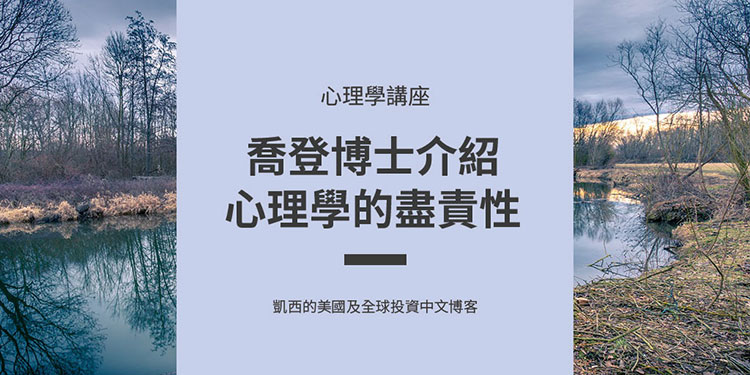 心理學講座
喬登博士介紹
心理學的盡責性
凱西的美國及全球投資中文博客